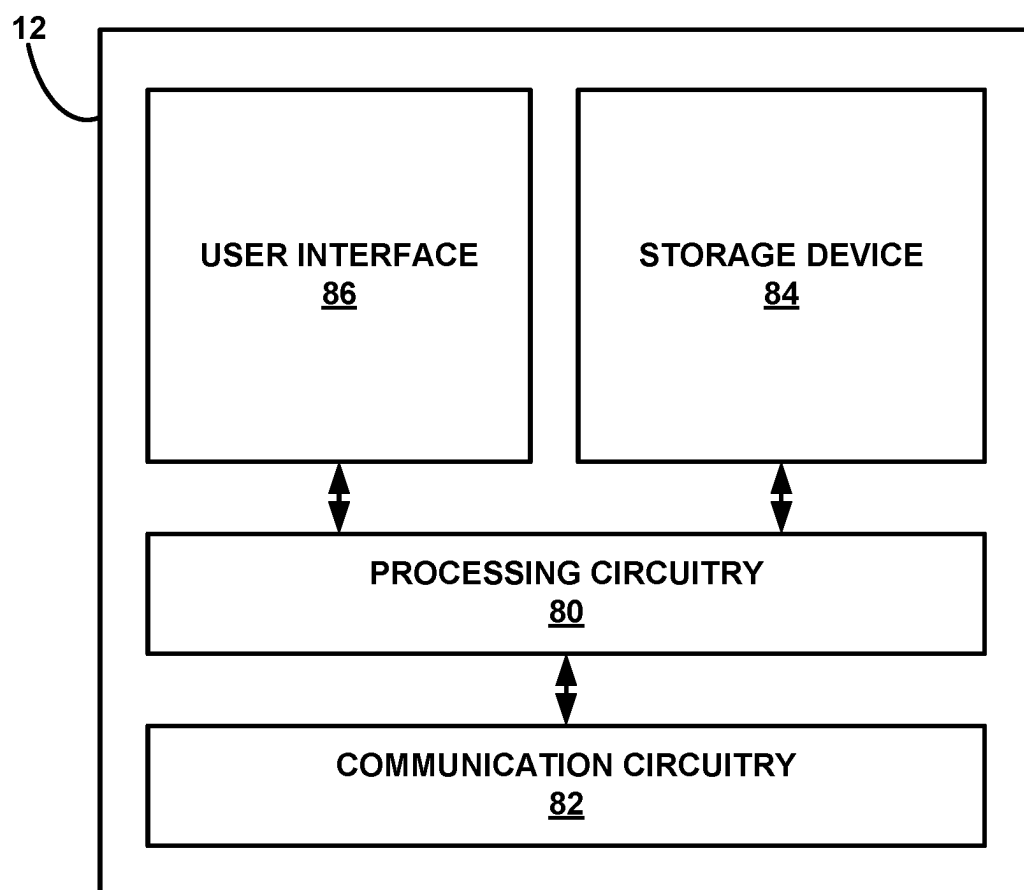 12
USER INTERFACE
86
STORAGE DEVICE
84
PROCESSING CIRCUITRY
80
COMMUNICATION CIRCUITRY
82